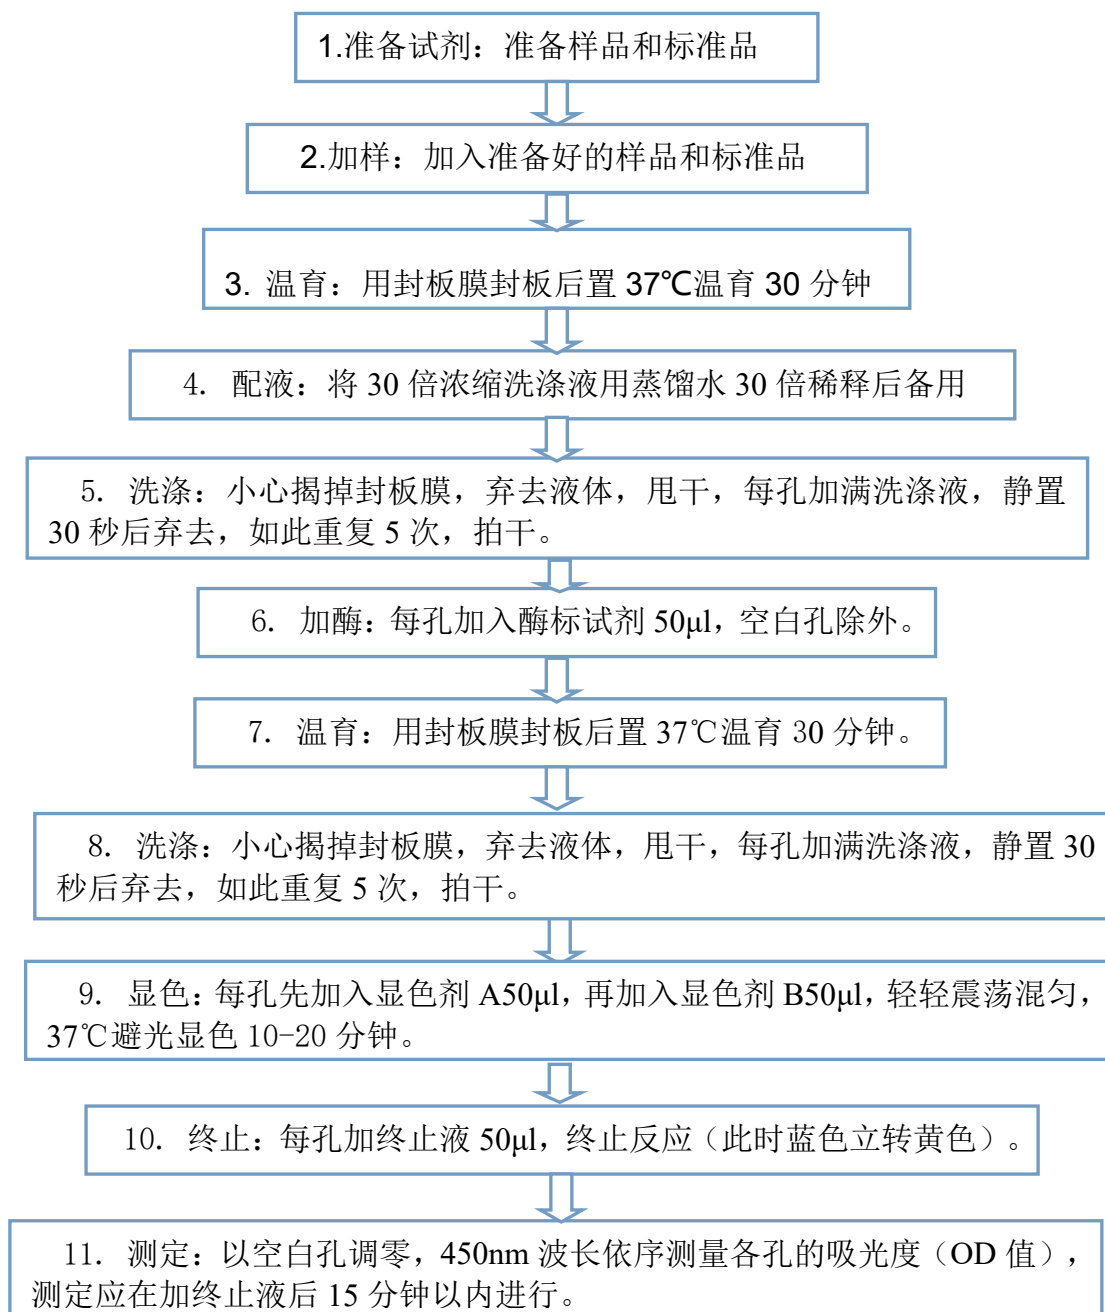 1.准备试�：准备样品和标准品
2.加样：加入准备好的样品和标准品
3. 温育：用封板膜封板后置 37℃温育 30 分钟
4. 配液：将 30 倍浓缩洗涤液用蒸馏水 30 倍稀释后备用
5. 洗涤：小心揭掉封板膜，弃去液体，甩干，每孔加满洗涤液，静置
30 秒后弃去，如此重复 5 次，拍干。
6. 加酶：每孔加入酶标试剂 50μl，空白孔除外。
7. 温育：用封板膜封板后置 37℃温育 30 分钟。
8. 洗涤：小心揭掉封板膜，弃去液体，甩干，每孔加满洗涤液，静置 30
秒后弃去，如此重复 5 次，拍干。
9. 显色：每孔先加入显色剂 A50μl，再加入显色剂 B50μl，轻轻震荡混匀，
37℃避光显色 10-20 分钟。
10. 终止：每孔加终止液 50μl，终止反应（此时蓝色立转黄色）。
11. 测定：以空白孔调零，450nm 波长依序测量各孔的吸光度（OD 值），
测定应在加终止液后 15 分钟以内进行。